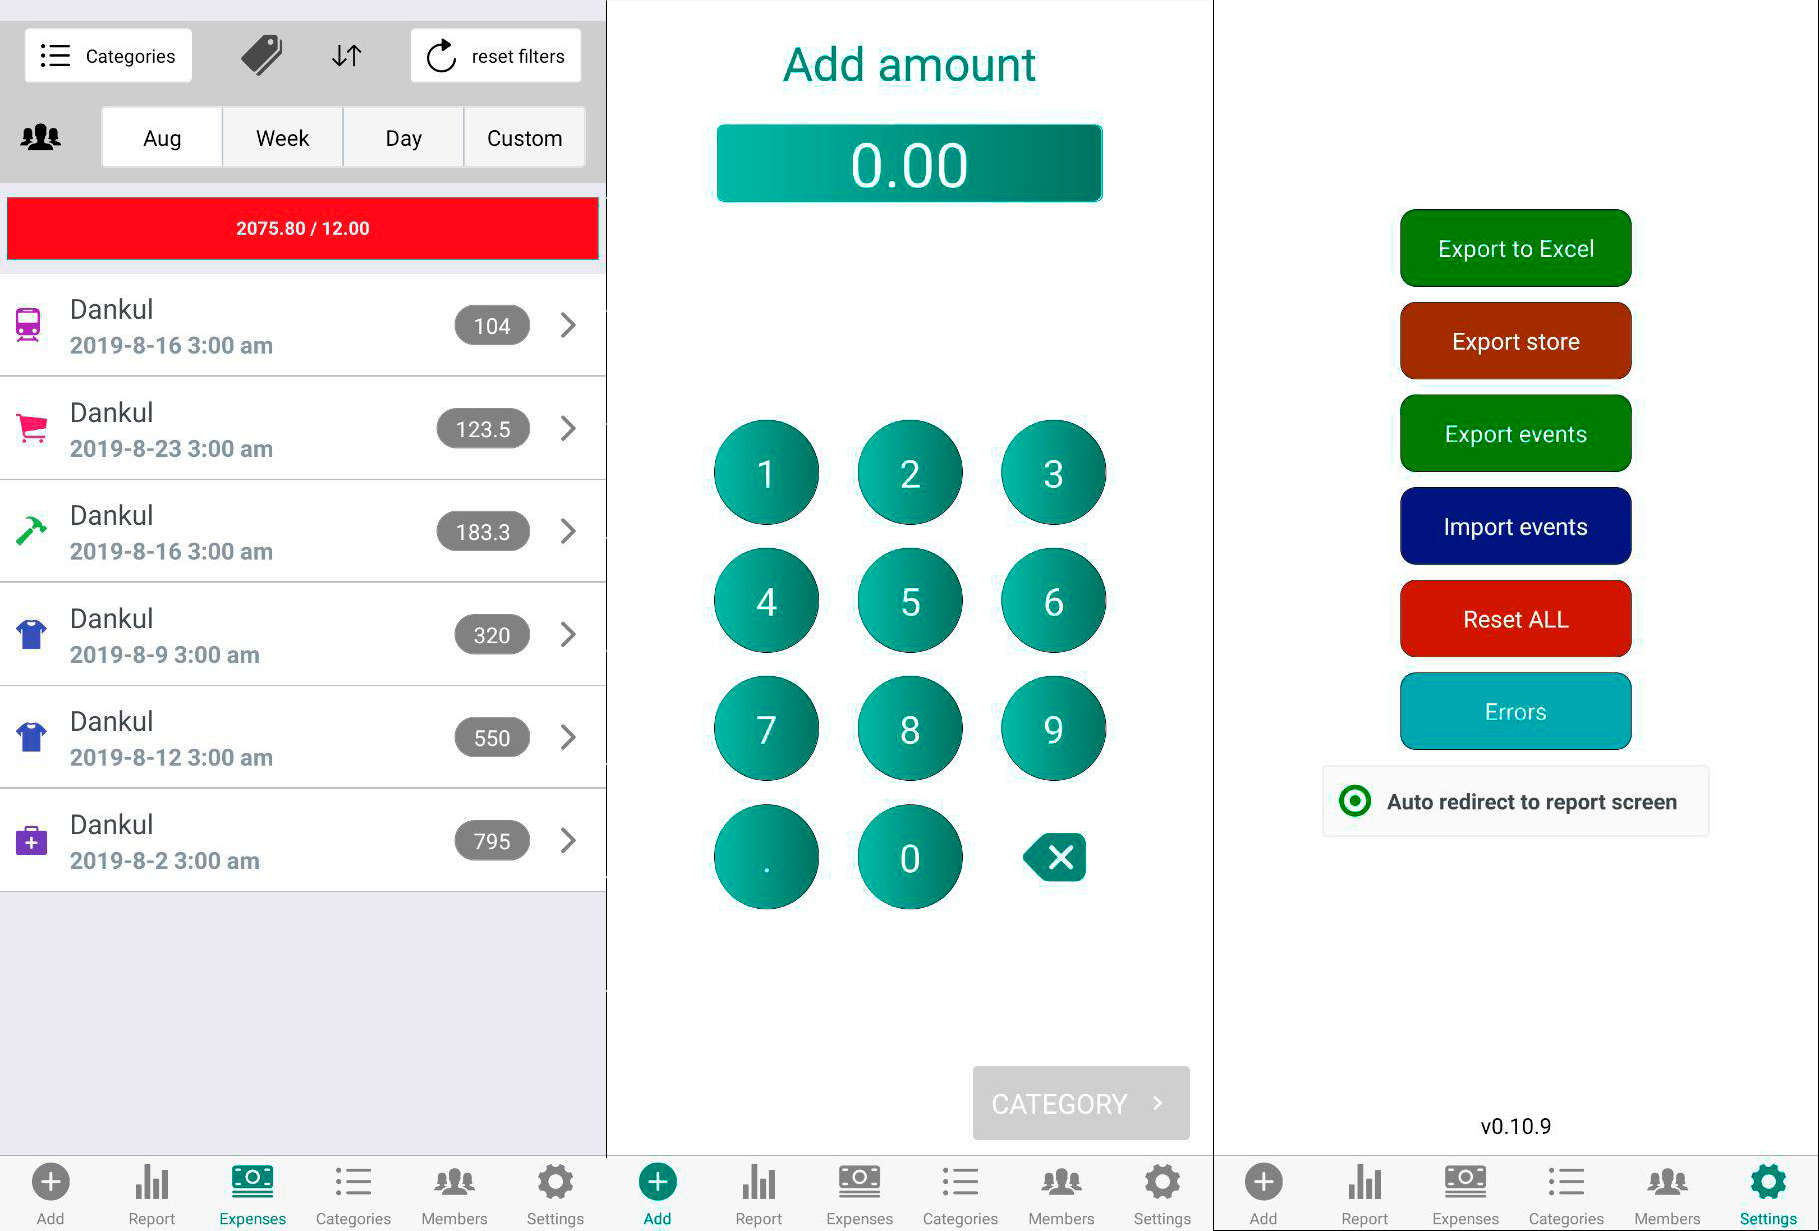 Categories
reset filters
Aug
Week
Day
Custom
2075.80 / 12.00
Dankul
2019-8-16 3:00 am
104
Dankul
2019-8-23 3:00 am
123.5
Dankul
2019-8-16 3:00 am
183.3
Dankul
2019-8-9 3:00 am
320
Dankul
2019-8-12 3:00 am
550
Dankul
2019-8-2 3:00 am
795
Add
Report
Expenses
Categories
Members
Settings
Add amount
0.00
1
2
3
4
5
6
7
8
9
.
0
CATEGORY
Add
Report
Expenses
Categories
Members
Settings
Export to Excel
Export store
Export events
Import events
Reset ALL
Errors
Auto redirect to report screen
v0.10.9
Add
Report
Expenses
Categories
Members
Settings